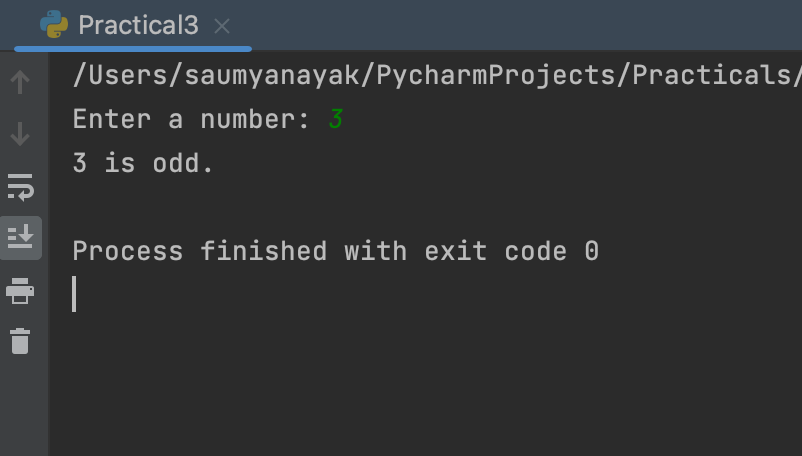 Practical3
/Users/saumyanayak/PycharmProjects/Practicals/
Enter a number: 3
3 is odd.
Process finished with exit code 0